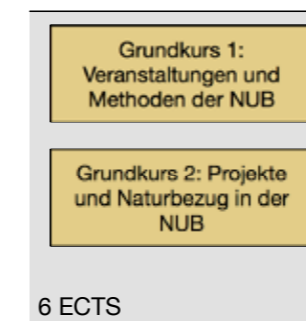 Grundkurs 1:
Veranstaltungen und
Methoden der NUB
Grundkurs 2: Projekte
und Naturbezug in der
NUB
6 ECTS